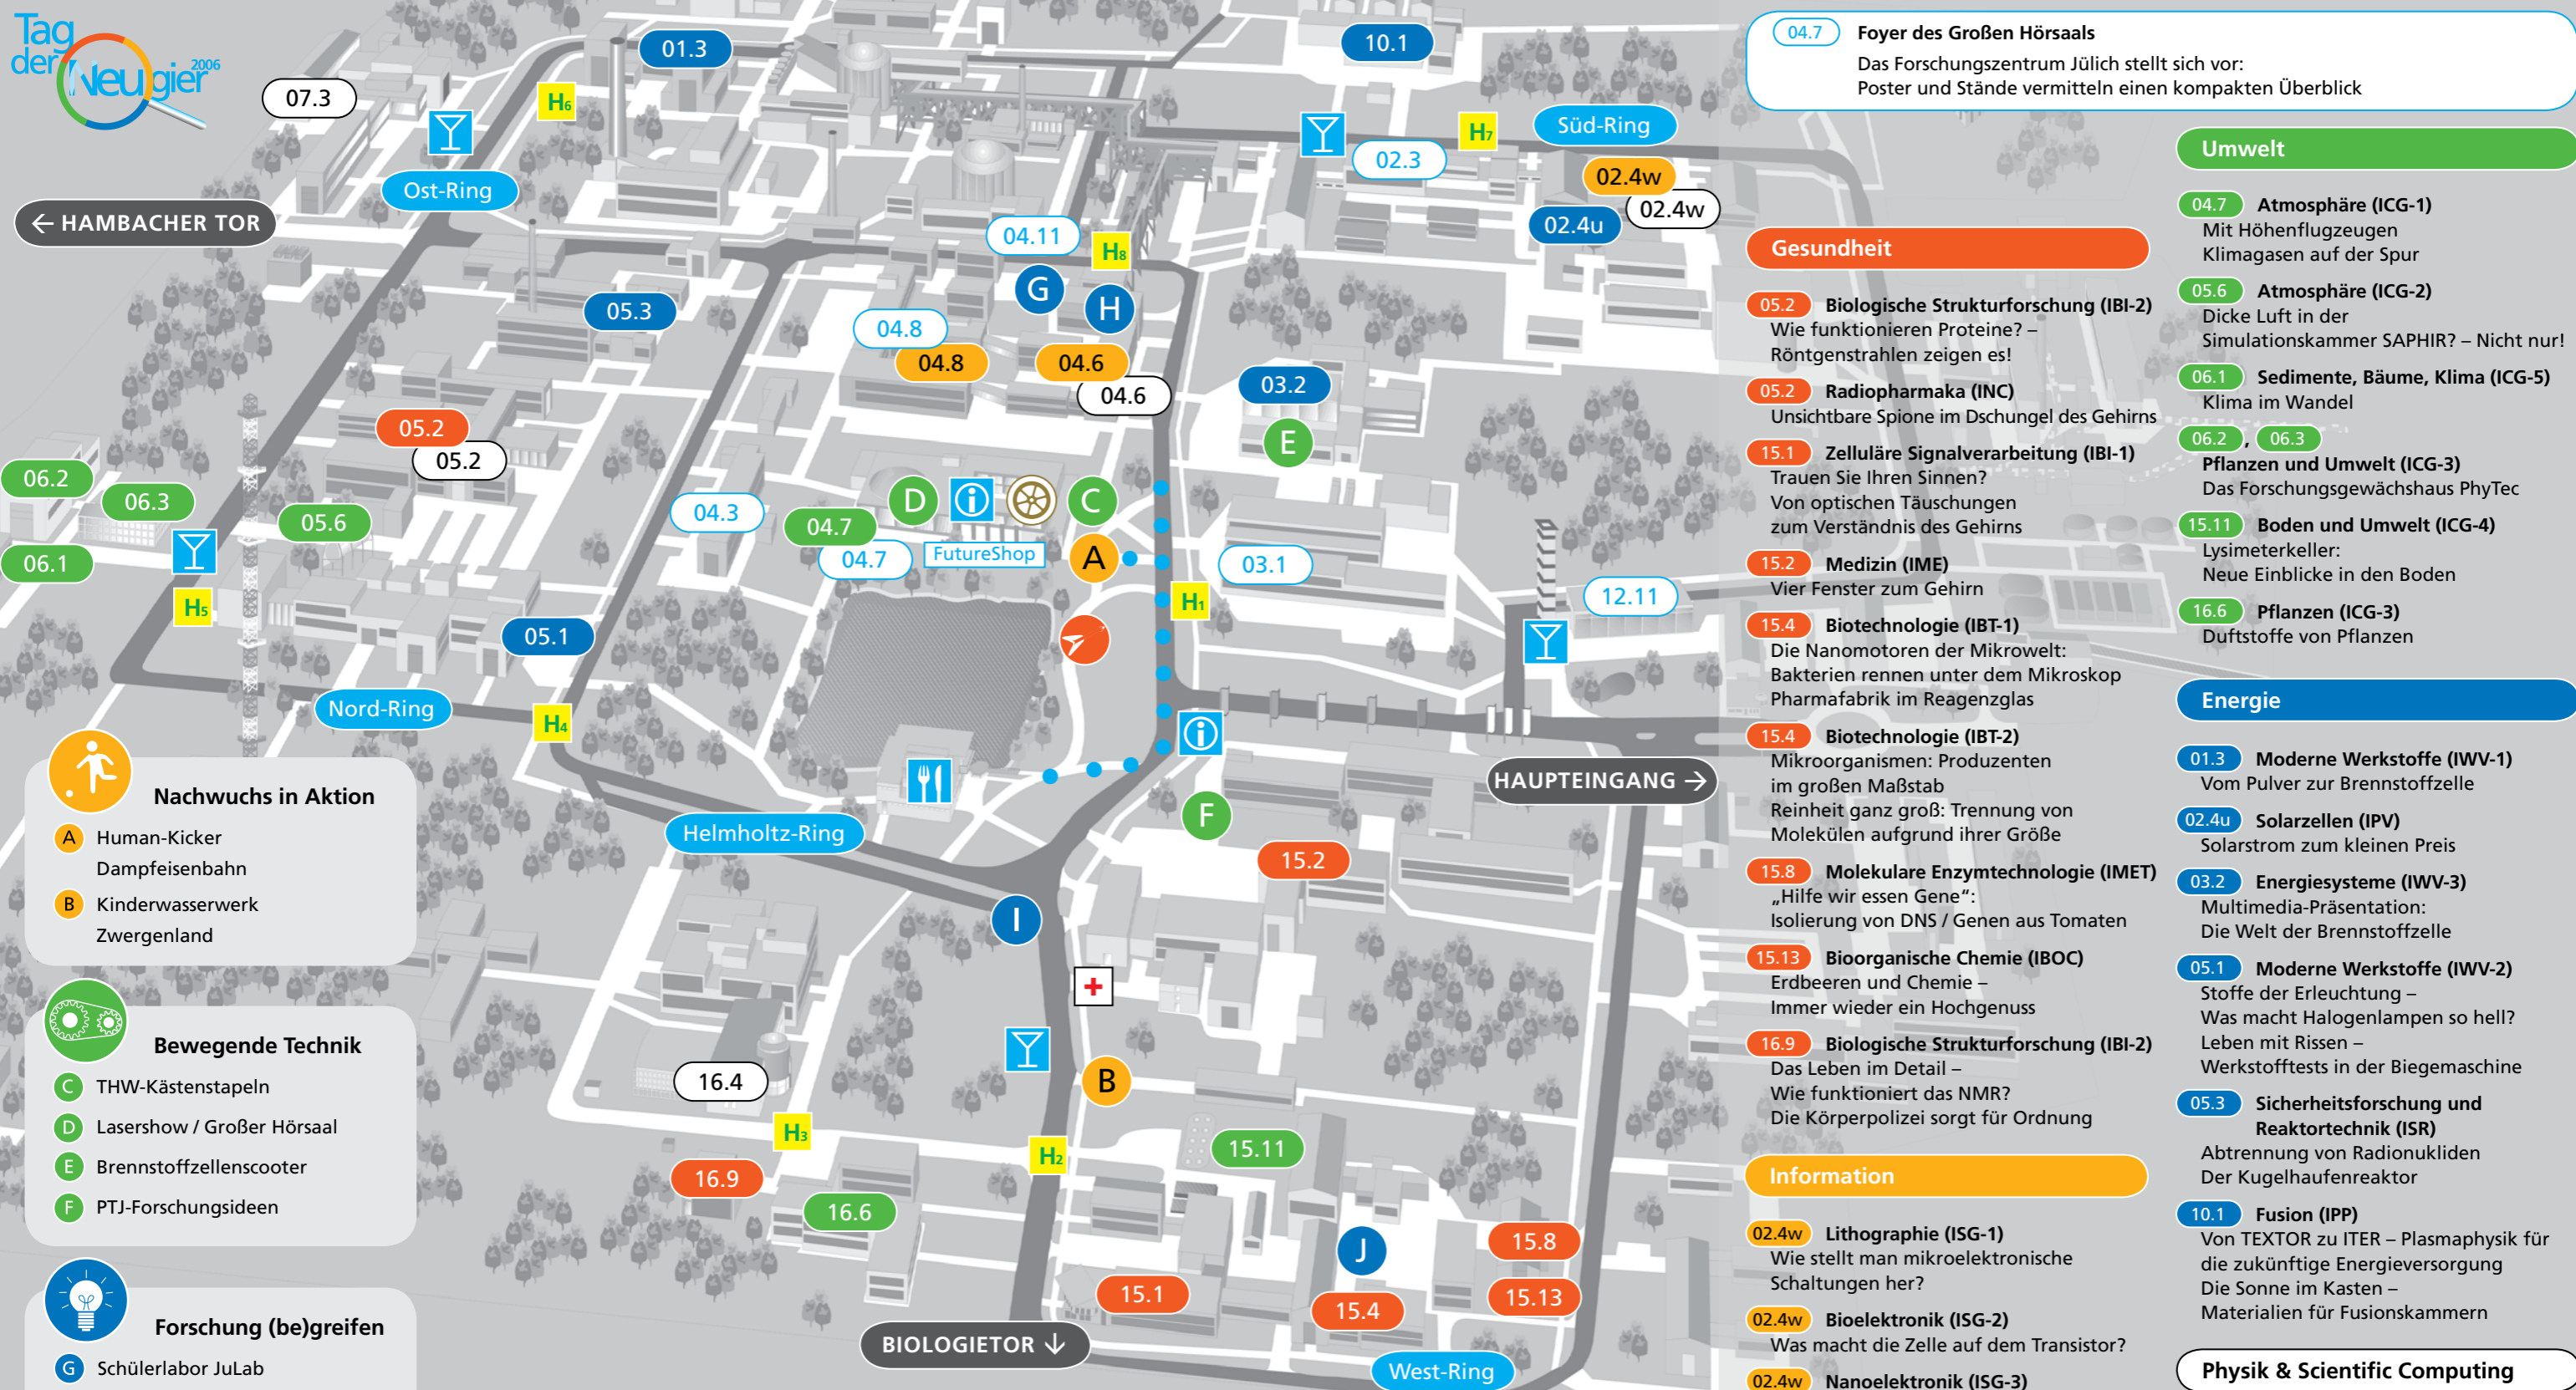 Tag
der
Neugier
2006
07.3
01.3
10.1
H6
H7
Süd-Ring
02.3
02.4w
02.4w
02.4u
Ost-Ring
← HAMBACHER TOR
04.11
H8
G
H
05.3
04.8
04.8
04.6
04.6
03.2
E
05.2
05.2
06.2
06.3
06.1
05.6
04.3
D
i
C
04.7
04.7
FutureShop
A
03.1
H1
12.11
H5
05.1
Nord-Ring
H4
i
HAUPTEINGANG →
F
Helmholtz-Ring
15.2
I
16.4
B
H3
H2
15.11
16.9
16.6
J
15.8
15.1
15.4
15.13
BIOLOGIETOR ↓
West-Ring
Nachwuchs in Aktion
A Human-Kicker
Dampfeisenbahn
B Kinderwasserwerk
Zwergenland
Bewegende Technik
C THW-Kästenstapeln
D Lasershow / Großer Hörsaal
E Brennstoffzellenscooter
F PTJ-Forschungsideen
Forschung (be)greifen
G Schülerlabor JuLab
04.7 Foyer des Großen Hörsaals
Das Forschungszentrum Jülich stellt sich vor:
Poster und Stände vermitteln einen kompakten Überblick
Gesundheit
05.2 Biologische Strukturforschung (IBI-2)
Wie funktionieren Proteine? –
Röntgenstrahlen zeigen es!
05.2 Radiopharmaka (INC)
Unsichtbare Spione im Dschungel des Gehirns
15.1 Zelluläre Signalverarbeitung (IBI-1)
Trauen Sie Ihren Sinnen?
Von optischen Täuschungen
zum Verständnis des Gehirns
15.2 Medizin (IME)
Vier Fenster zum Gehirn
15.4 Biotechnologie (IBT-1)
Die Nanomotoren der Mikrowelt:
Bakterien rennen unter dem Mikroskop
Pharmafabrik im Reagenzglas
15.4 Biotechnologie (IBT-2)
Mikroorganismen: Produzenten
im großen Maßstab
Reinheit ganz groß: Trennung von
Molekülen aufgrund ihrer Größe
15.8 Molekulare Enzymtechnologie (IMET)
„Hilfe wir essen Gene“:
Isolierung von DNS / Genen aus Tomaten
15.13 Bioorganische Chemie (IBOC)
Erdbeeren und Chemie –
Immer wieder ein Hochgenuss
16.9 Biologische Strukturforschung (IBI-2)
Das Leben im Detail –
Wie funktioniert das NMR?
Die Körperpolizei sorgt für Ordnung
Information
02.4w Lithographie (ISG-1)
Wie stellt man mikroelektronische
Schaltungen her?
02.4w Bioelektronik (ISG-2)
Was macht die Zelle auf dem Transistor?
02.4w Nanoelektronik (ISG-3)
Umwelt
04.7 Atmosphäre (ICG-1)
Mit Höhenflugzeugen
Klimagasen auf der Spur
05.6 Atmosphäre (ICG-2)
Dicke Luft in der
Simulationskammer SAPHIR? – Nicht nur!
06.1 Sedimente, Bäume, Klima (ICG-5)
Klima im Wandel
06.2 , 06.3
Pflanzen und Umwelt (ICG-3)
Das Forschungsgewächshaus PhyTec
15.11 Boden und Umwelt (ICG-4)
Lysimeterkeller:
Neue Einblicke in den Boden
16.6 Pflanzen (ICG-3)
Duftstoffe von Pflanzen
Energie
01.3 Moderne Werkstoffe (IWV-1)
Vom Pulver zur Brennstoffzelle
02.4u Solarzellen (IPV)
Solarstrom zum kleinen Preis
03.2 Energiesysteme (IWV-3)
Multimedia-Präsentation:
Die Welt der Brennstoffzelle
05.1 Moderne Werkstoffe (IWV-2)
Stoffe der Erleuchtung –
Was macht Halogenlampen so hell?
Leben mit Rissen –
Werkstofftests in der Biegemaschine
05.3 Sicherheitsforschung und
Reaktortechnik (ISR)
Abtrennung von Radionukliden
Der Kugelhaufenreaktor
10.1 Fusion (IPP)
Von TEXTOR zu ITER – Plasmaphysik für
die zukünftige Energieversorgung
Die Sonne im Kasten –
Materialien für Fusionskammern
Physik & Scientific Computing